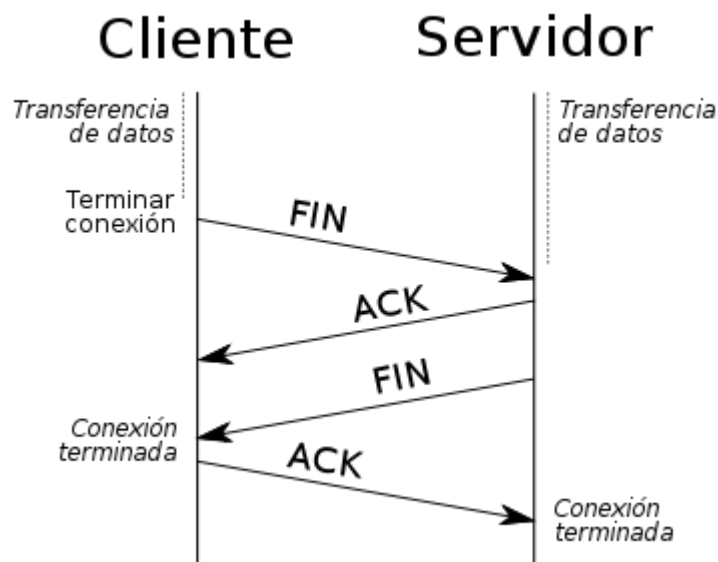 Cliente
Servidor
Transferencia
de datos
Transferencia
de datos
Terminar
conexión
FIN
ACK
FIN
Conexión
terminada
ACK
Conexión
terminada